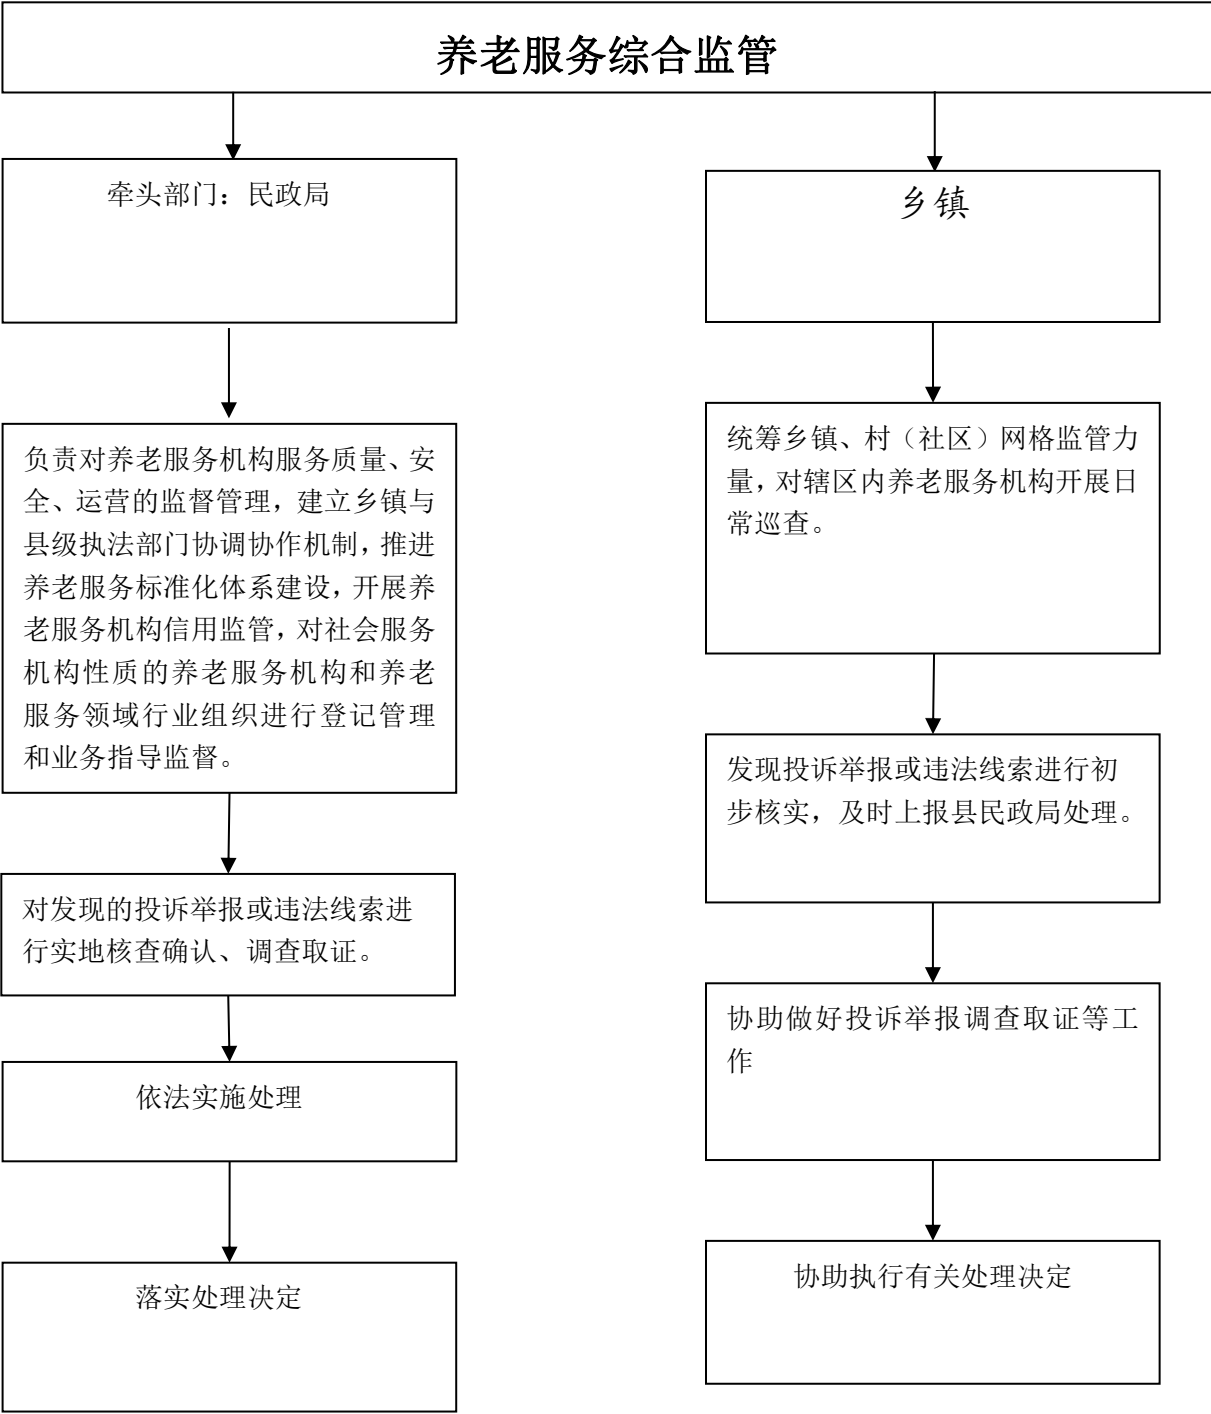 养老服务综合监管
牵头部门：民政局
负责对养老服务机构服务质量、安
全、运营的监督管理，建立乡镇与
县级执法部门协调协作机制，推进
养老服务标准化体系建设，开展养
老服务机构信用监管，对社会服务
机构性质的养老服务机构和养老
服务领域行业组织进行登记管理
和业务指导监督。
对发现的投诉举报或违法线索进
行实地核查确认、调查取证。
依法实施处理
落实处理决定
乡镇
统筹乡镇、村（社区）网格监管力
量，对辖区内养老服务机构开展日
常巡查。
发现投诉举报或违法线索进行初
步核实，及时上报县民政局处理。
协助做好投诉举报调查取证等工
作
协助执行有关处理决定